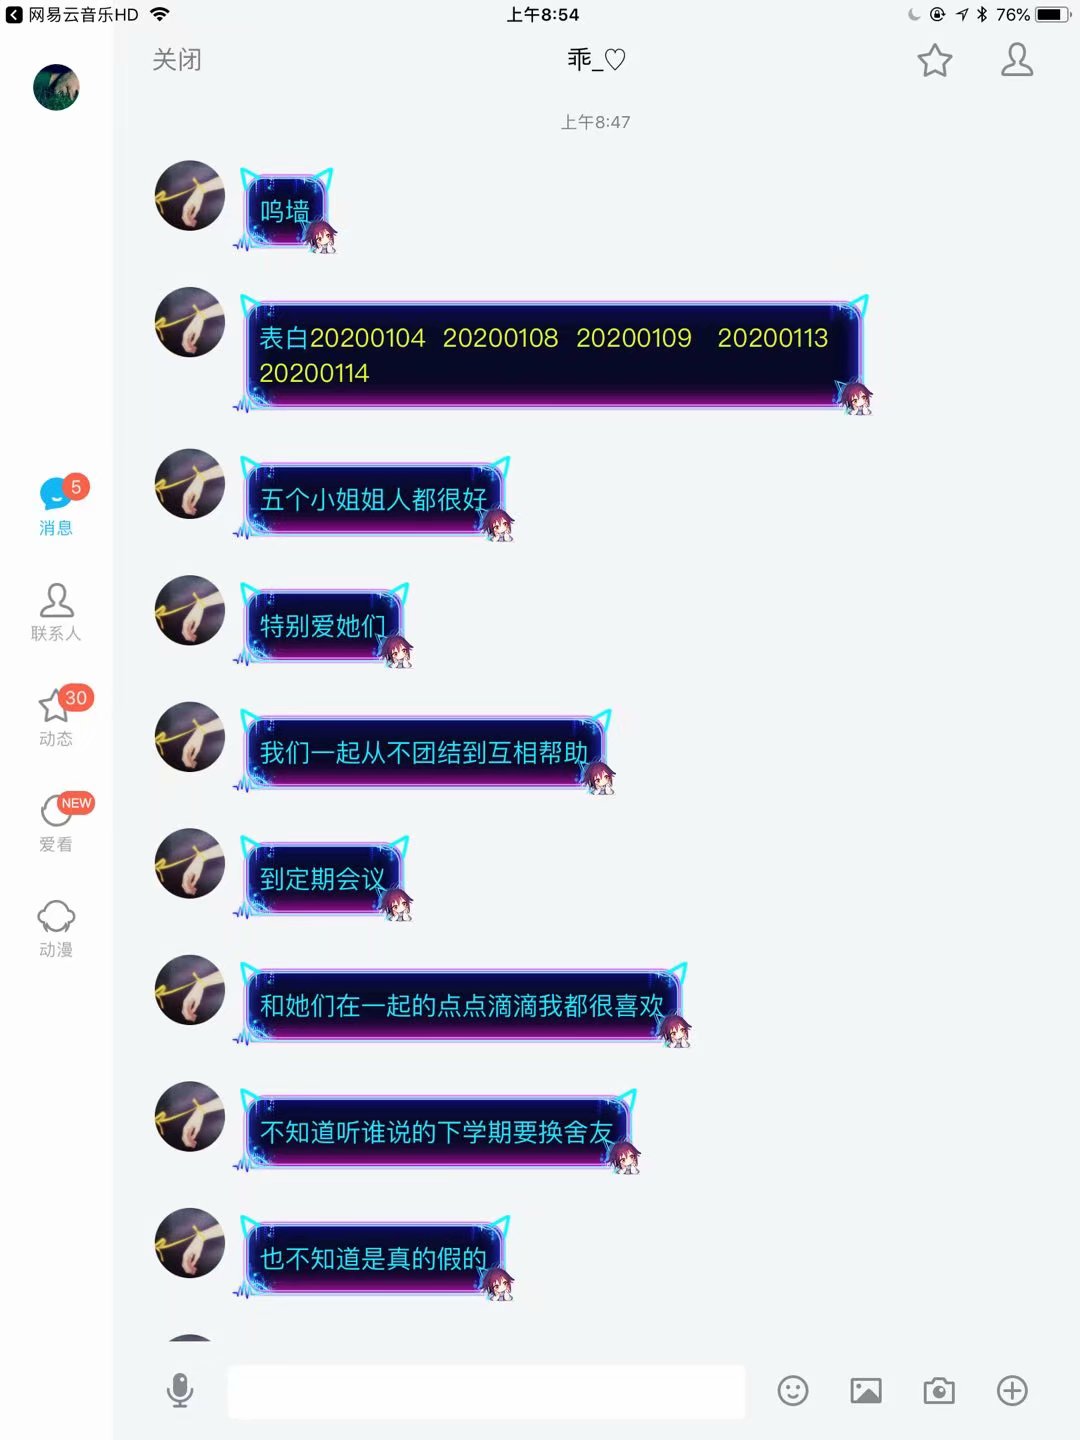 网易云音乐HD
上午8:54
76%
关闭
乖_♡
上午8:47
呜墙
表白20200104 20200108 20200109 20200113
20200114
五个小姐姐人都很好
特别爱她们
我们一起从不团结到互相帮助
到定期会议
和她们在一起的点点滴滴我都很喜欢
不知道听谁说的下学期要换舍友
也不知道是真的假的
5
消息
联系人
30
动态
NEW
爱看
动漫